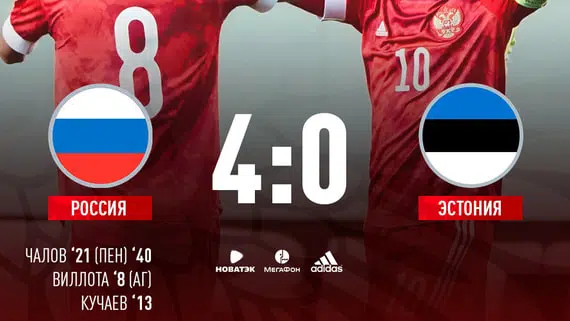 8
10
4:0
РОССИЯ
ЭСТОНИЯ
ЧАЛОВ ‘21 (ПЕН) ‘40
ВИЛЛОТА ‘8 (АГ)
КУЧАЕВ ‘13
НОВАТЭК
МЕГАФОН
adidas